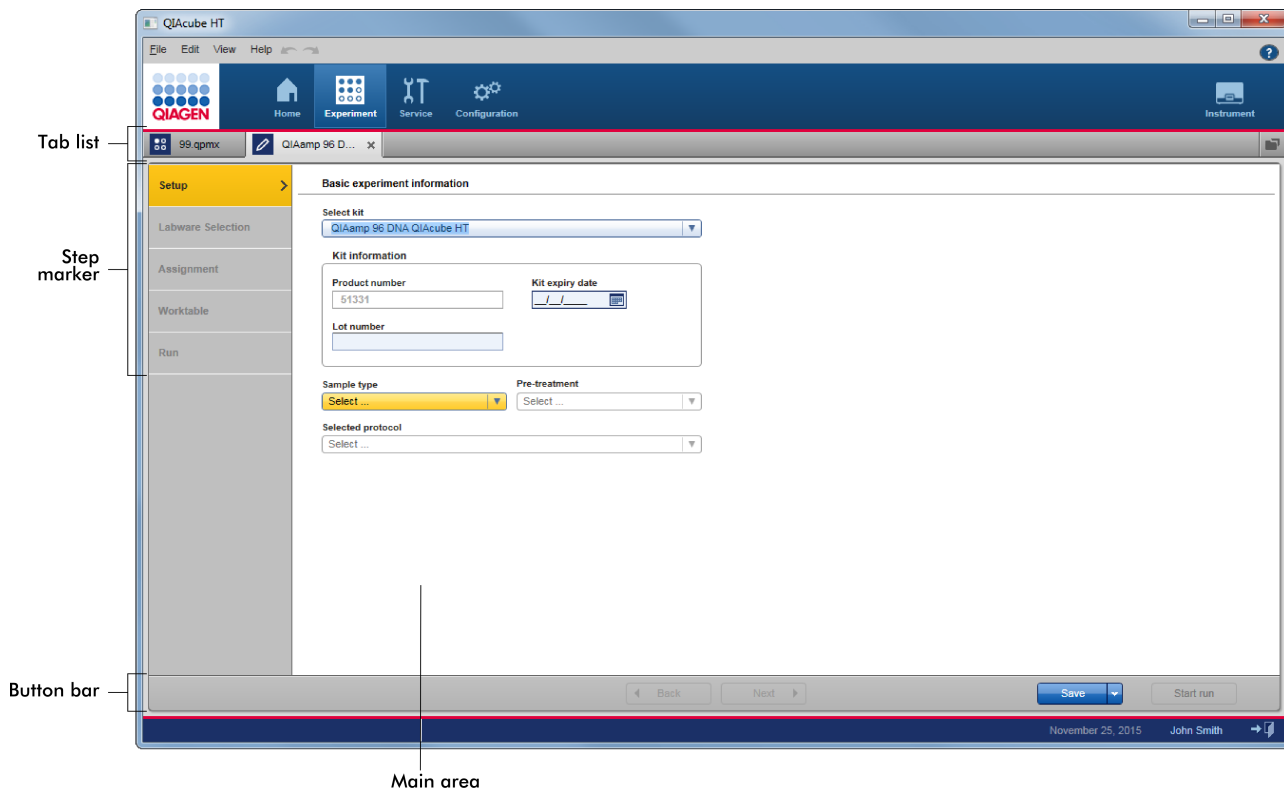 QIAcube HT
File Edit View Help
?
QIAGEN
Home
Experiment
Service
Configuration
Instrument
Tab list
99.qpmx
QIAamp 96 D... x
Step
marker
Setup
Labware Selection
Assignment
Worktable
Run
Basic experiment information
Select kit
QIAamp 96 DNA QIAcube HT
Kit information
Product number
Kit expiry date
51331
__/__/____
Lot number
Sample type
Pre-treatment
Select ...
Select ...
Selected protocol
Select ...
Button bar
Back
Next
Save
Start run
November 25, 2015
John Smith
Main area